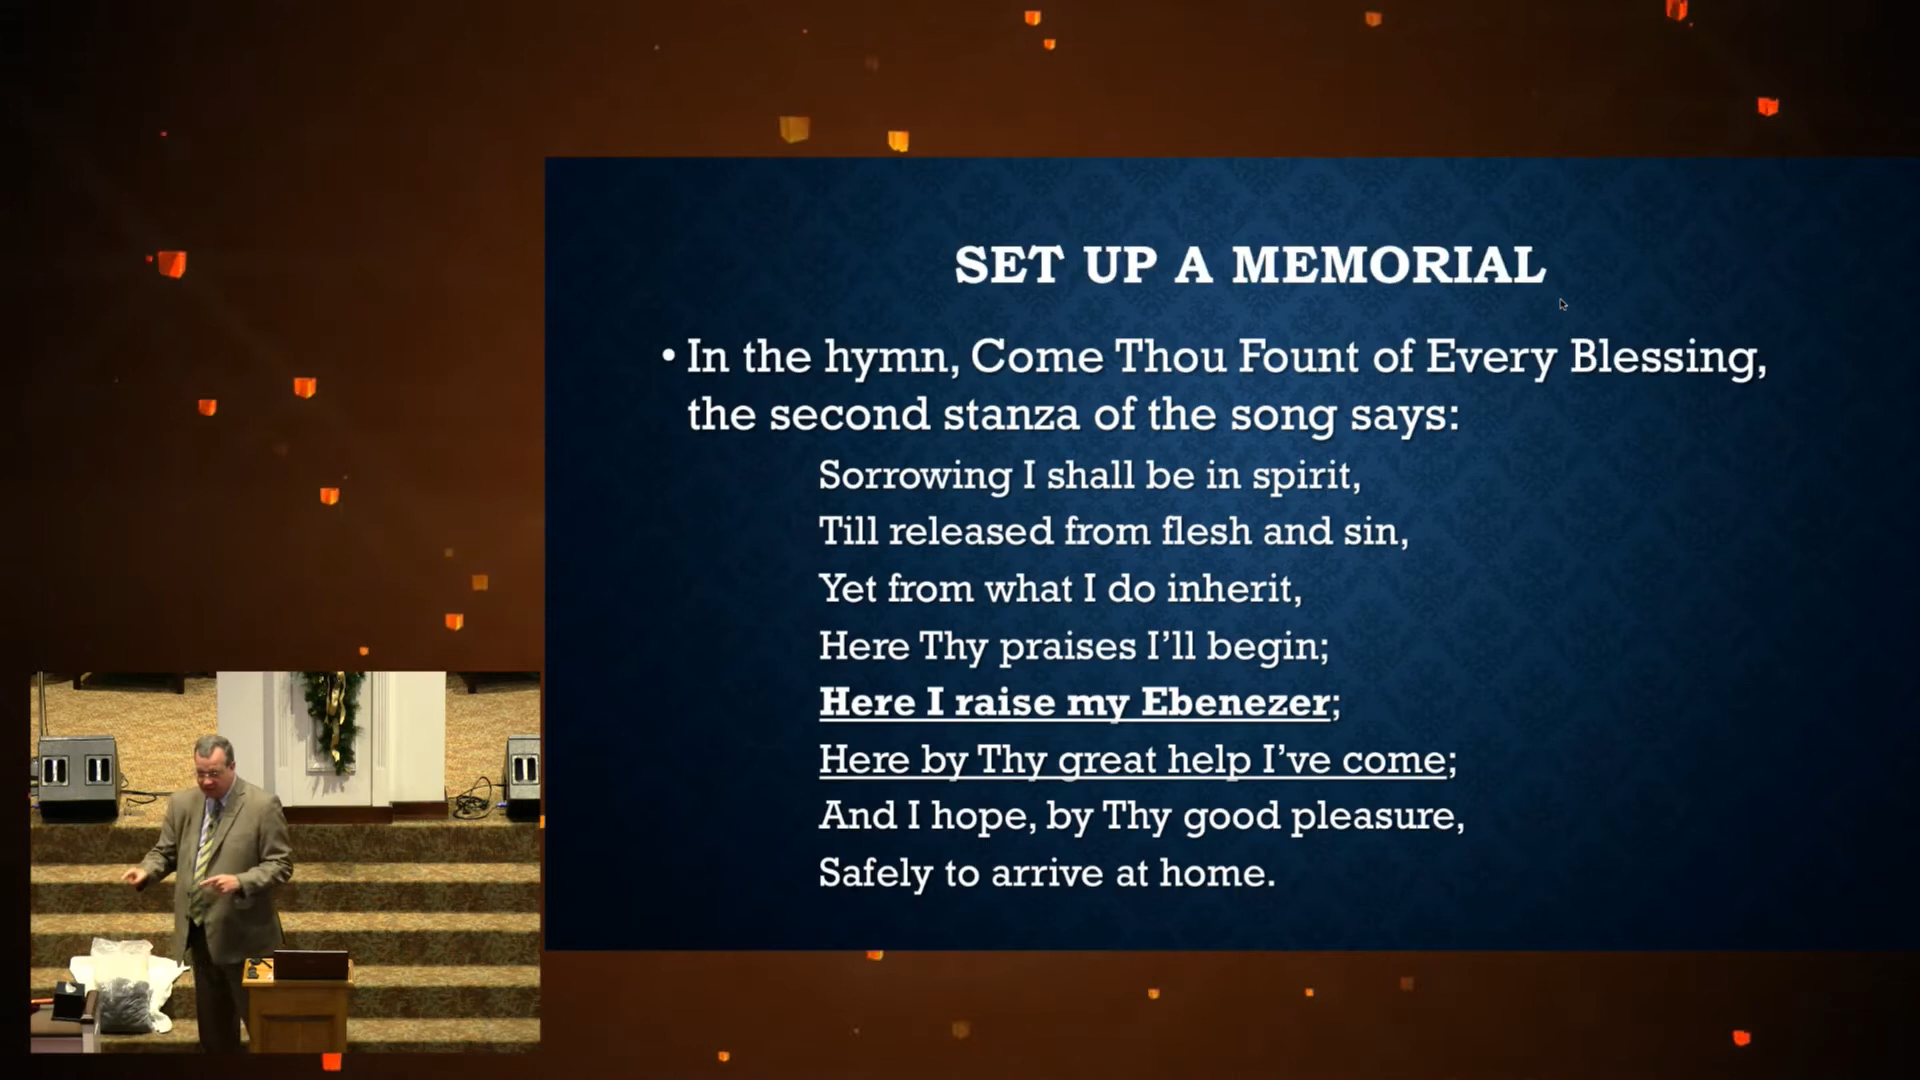 SET UP A MEMORIAL
• In the hymn, Come Thou Fount of Every Blessing,
the second stanza of the song says:
Sorrowing I shall be in spirit,
Till released from flesh and sin,
Yet from what I do inherit,
Here Thy praises I’ll begin;
Here I raise my Ebenezer;
Here by Thy great help I’ve come;
And I hope, by Thy good pleasure,
Safely to arrive at home.